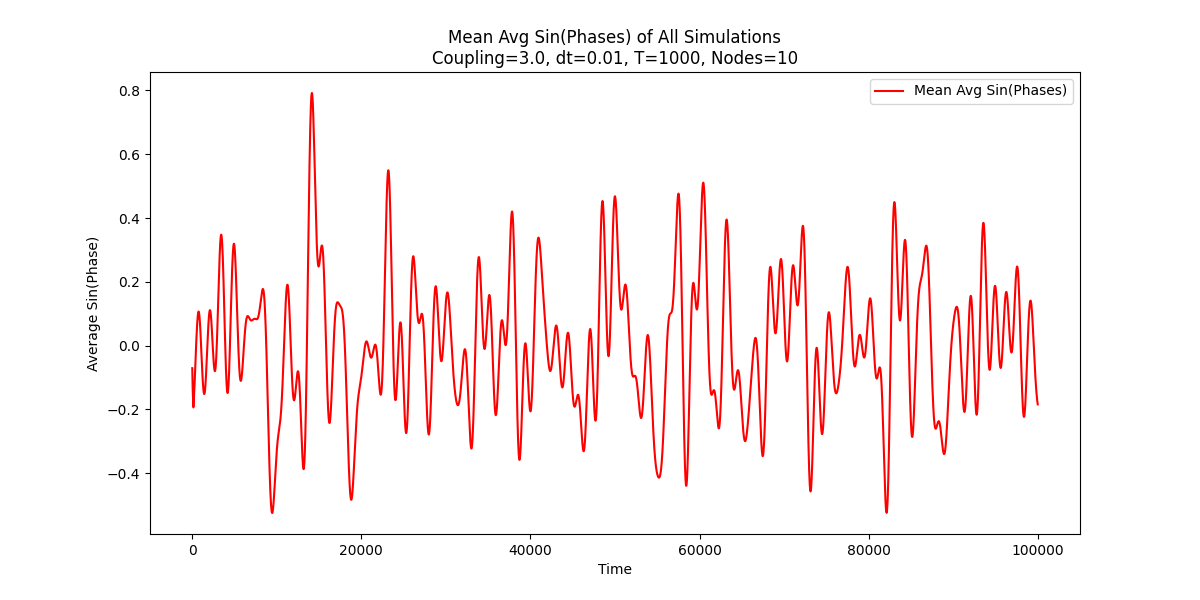 Mean Avg Sin(Phases) of All Simulations
Coupling=3.0, dt=0.01, T=1000, Nodes=10
Mean Avg Sin(Phases)
Average Sin(Phase)
0.8
0.6
0.4
0.2
0.0
−0.2
−0.4
0 20000 40000 60000 80000 100000
Time